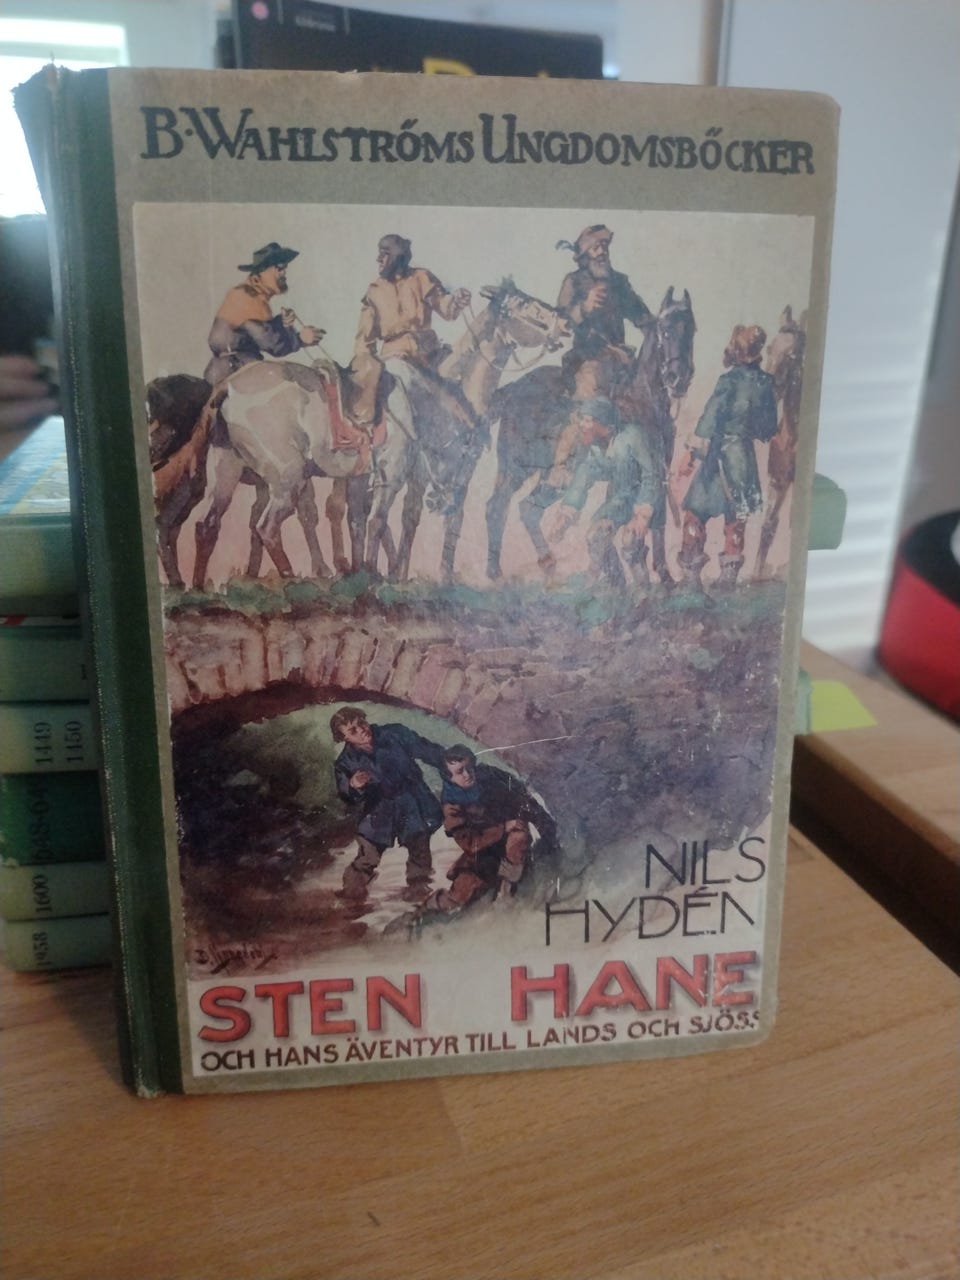 B. WAHLSTRÖMS UNGDOMSBÖCKER
NILS
HYDÉN
STEN HANE
OCH HANS ÄVENTYR TILL LANDS OCH SJÖSS
1449
1450
1600
1958